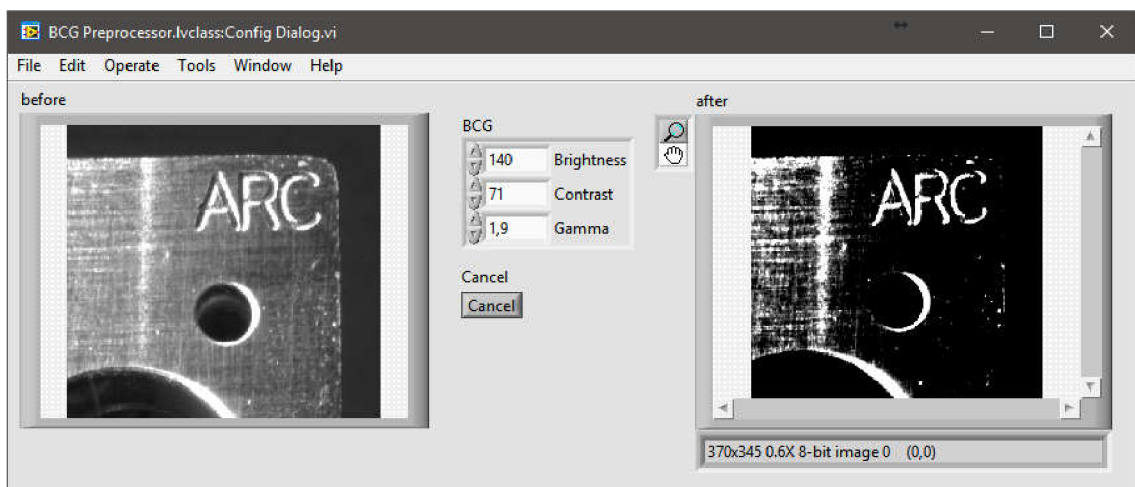 BCG Preprocessor.lvclass:Config Dialog.vi
File Edit Operate Tools Window Help
before
ARC
BCG
140 Brightness
71 Contrast
1,9 Gamma
Cancel
Cancel
after
ARC
370x345 0.6X 8-bit image 0 (0,0)